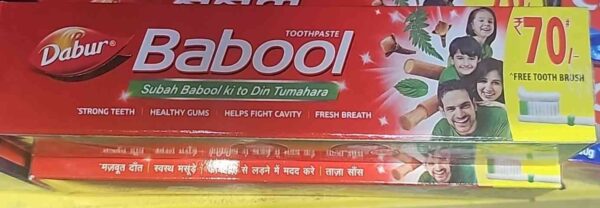 Dabur®
TOOTHPASTE
Babool
Subah Babool ki to Din Tumahara
*STRONG TEETH | HEALTHY GUMS | HELPS FIGHT CAVITY | FRESH BREATH
₹70/-
*FREE TOOTH BRUSH
*मज़बूत दाँत | स्वस्थ मसूड़े | से लड़ने में मदद करे | ताज़ा साँस